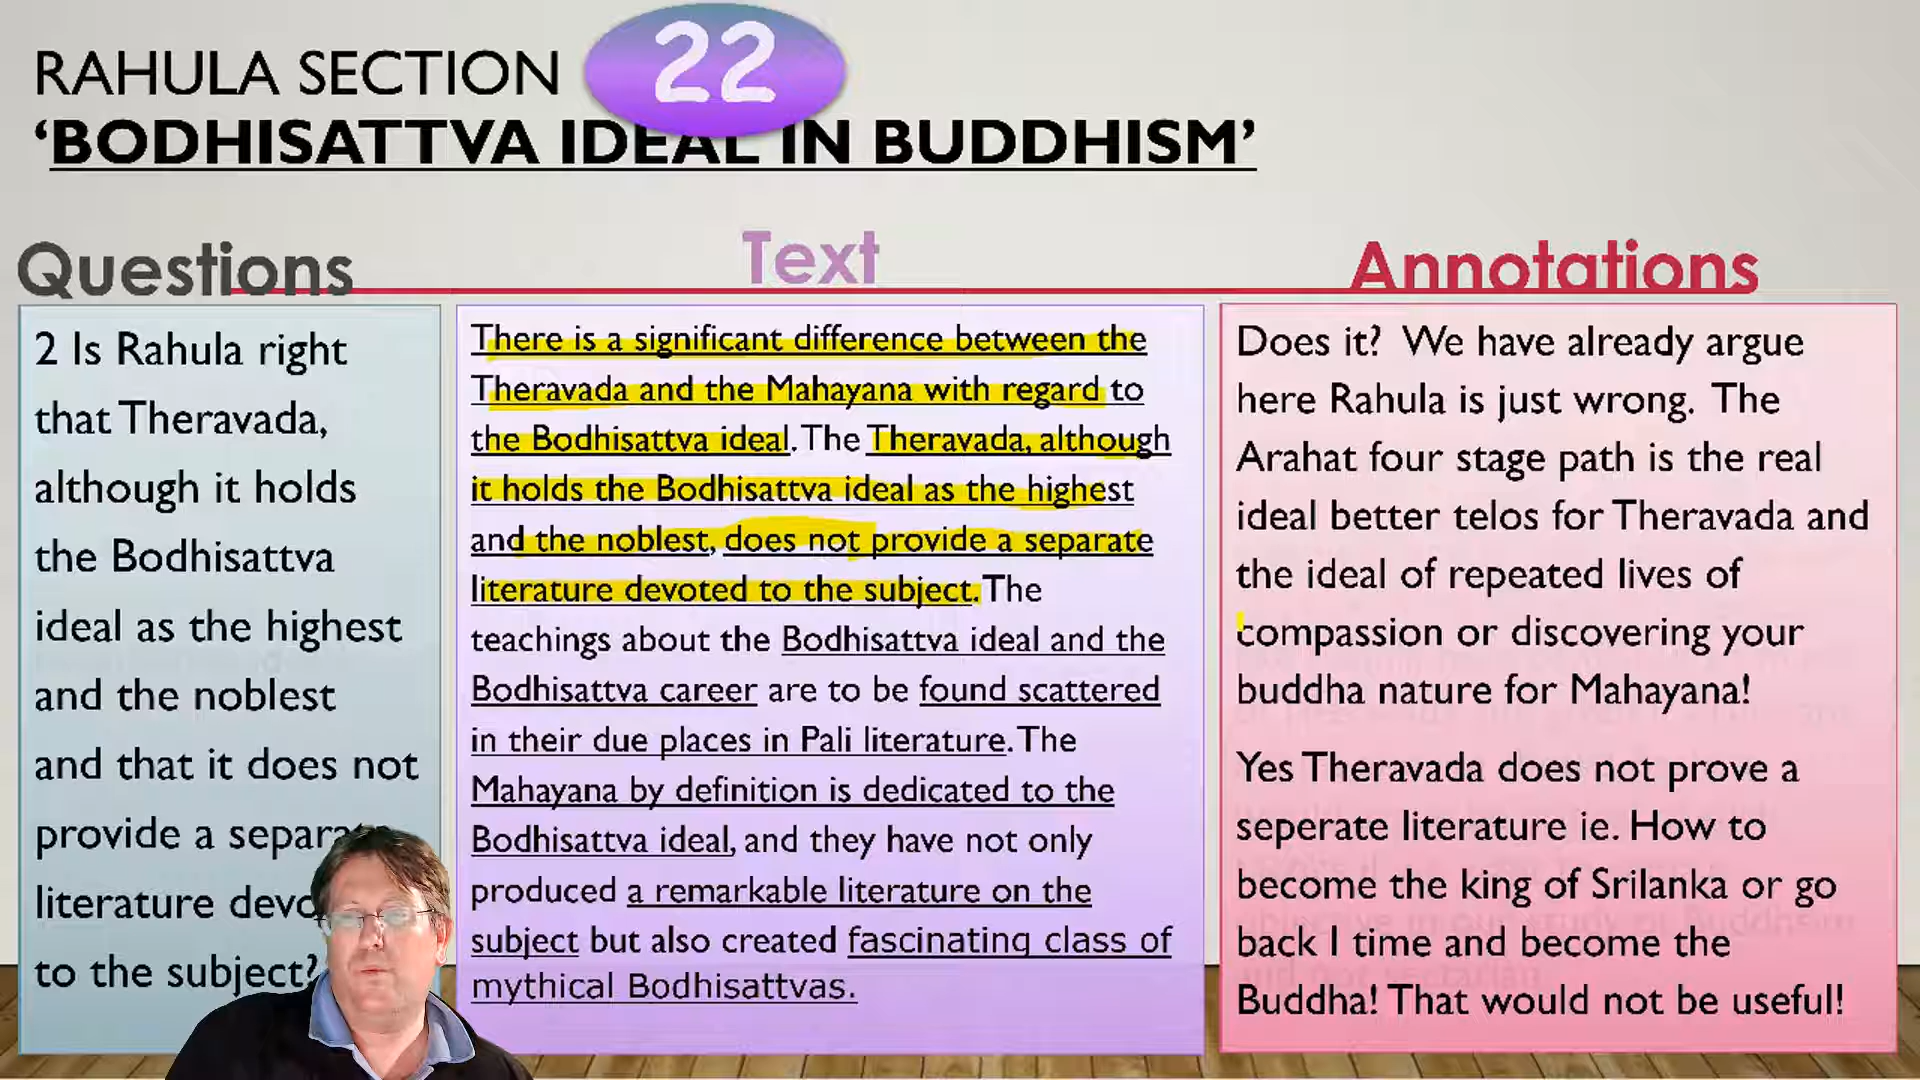 RAHULA SECTION 22
‘BODHISATTVA IDEAL IN BUDDHISM’
Questions
2 Is Rahula right
that Theravada,
although it holds
the Bodhisattva
ideal as the highest
and the noblest
and that it does not
provide a separate
literature devo
to the subject?
Text
There is a significant difference between the
Theravada and the Mahayana with regard to
the Bodhisattva ideal. The Theravada, although
it holds the Bodhisattva ideal as the highest
and the noblest, does not provide a separate
literature devoted to the subject. The
teachings about the Bodhisattva ideal and the
Bodhisattva career are to be found scattered
in their due places in Pali literature. The
Mahayana by definition is dedicated to the
Bodhisattva ideal, and they have not only
produced a remarkable literature on the
subject but also created fascinating class of
mythical Bodhisattvas.
Annotations
Does it? We have already argue
here Rahula is just wrong. The
Arahat four stage path is the real
ideal better telos for Theravada and
the ideal of repeated lives of
compassion or discovering your
buddha nature for Mahayana!
Yes Theravada does not prove a
seperate literature ie. How to
become the king of Srilanka or go
back I time and become the
Buddha! That would not be useful!